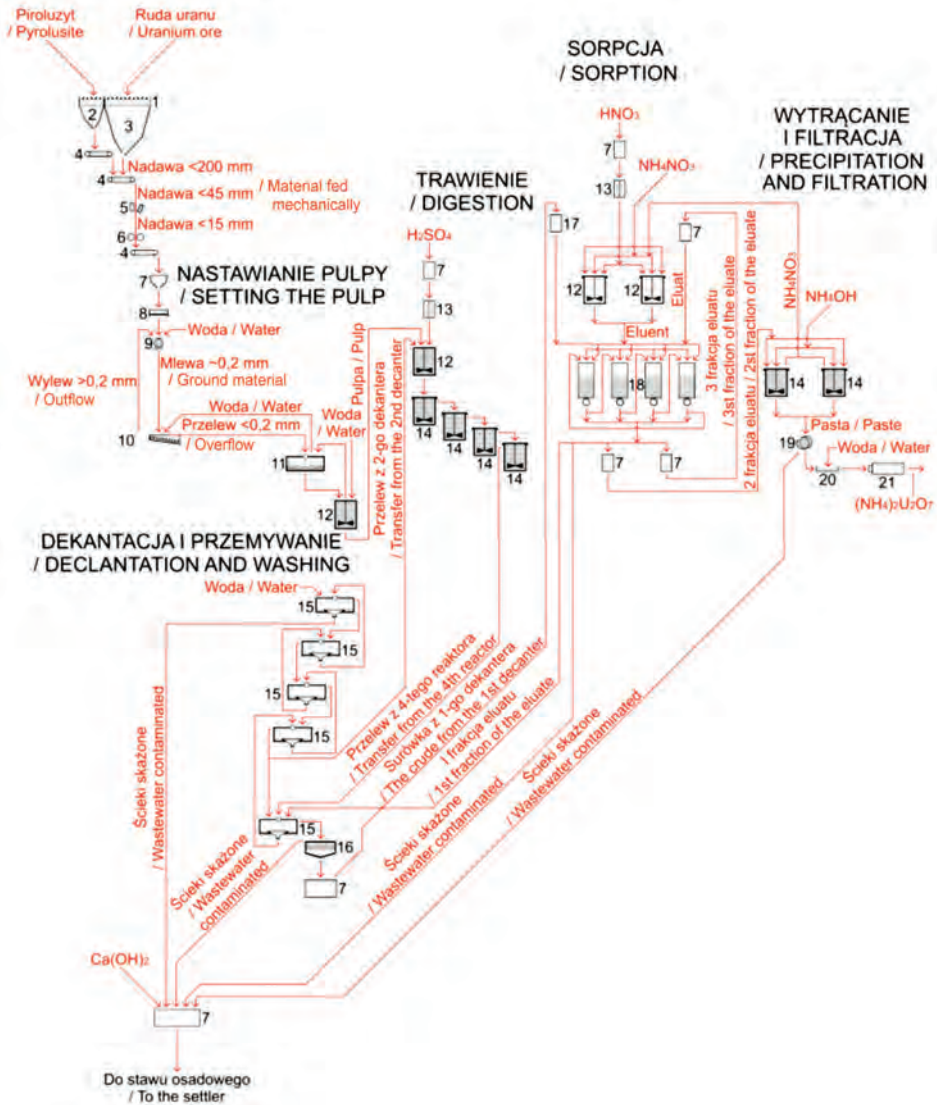 Piroluzyt
/ Pyrolusite
Ruda uranu
/ Uranium ore
1
2
3
4
Nadawa <200 mm
4
Nadawa <45 mm
/ Material fed
mechanically
5
Nadawa <15 mm
6
4
7
NASTAWIANIE PULPY
/ SETTING THE PULP
8
Woda / Water
9
Mlewa ~0,2 mm
/ Ground material
Wylew >0,2 mm
/ Outflow
Woda / Water
Przelew <0,2 mm
/ Overflow
10
11
Woda
/ Water
12
Pulpa / Pulp
Przelew z 2-go dekantera
/ Transfer from the 2nd decanter
TRAWIENIE
/ DIGESTION
H2SO4
7
13
12
14
14
14
14
SORPCJA
/ SORPTION
HNO3
7
NH4NO3
13
17
7
12
12
Eluat
Eluent
18
7
7
3 frakcja eluatu
/ 3st fraction of the eluate
2 frakcja eluatu / 2st fraction of the eluate
WYTRĄCANIE
I FILTRACJA
/ PRECIPITATION
AND FILTRATION
NH4NO3
NH4OH
14
14
Pasta / Paste
19
Woda / Water
20
21
(NH4)2U2O7
DEKANTACJA I PRZEMYWANIE
/ DECLANTATION AND WASHING
Woda / Water
15
15
15
15
15
16
7
Ścieki skażone
/ Wastewater contaminated
Ścieki skażone
/ Wastewater
contaminated
Przelew z 4-tego reaktora
/ Transfer from the 4th reactor
Surówka z 1-go dekantera
/ The crude from the 1st decanter
I frakcja eluatu
/ 1st fraction of the eluate
Ścieki skażone
/ Wastewater contaminated
Ścieki skażone
/ Wastewater contaminated
Ca(OH)2
7
Do stawu osadowego
/ To the settler